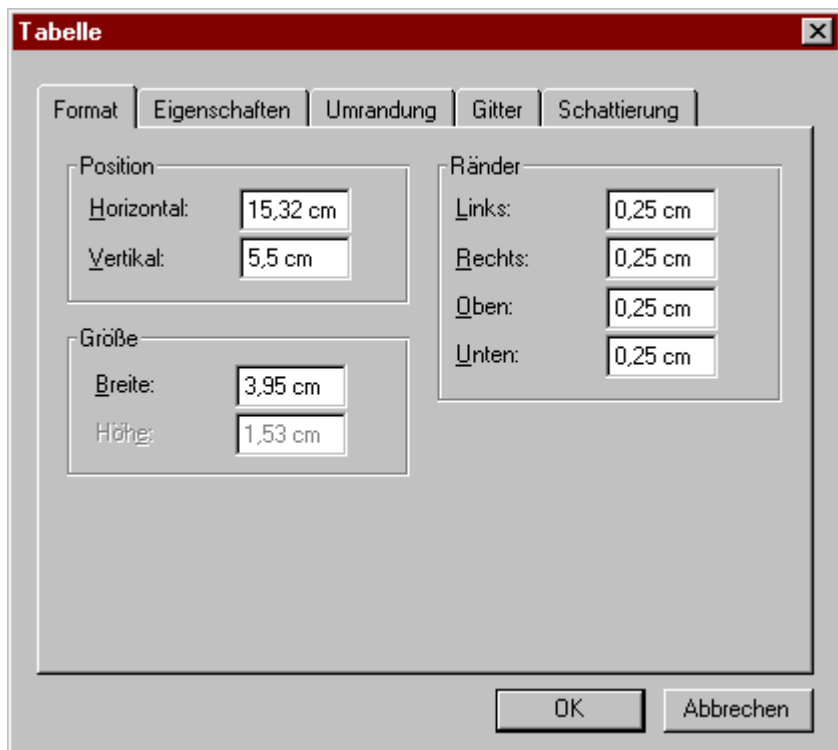 Tabelle
Format Eigenschaften Umrandung Gitter Schattierung
Position
Horizontal: 15,32 cm
Vertikal: 5,5 cm
Größe
Breite: 3,95 cm
Höhe: 1,53 cm
Ränder
Links: 0,25 cm
Rechts: 0,25 cm
Oben: 0,25 cm
Unten: 0,25 cm
OK Abbrechen